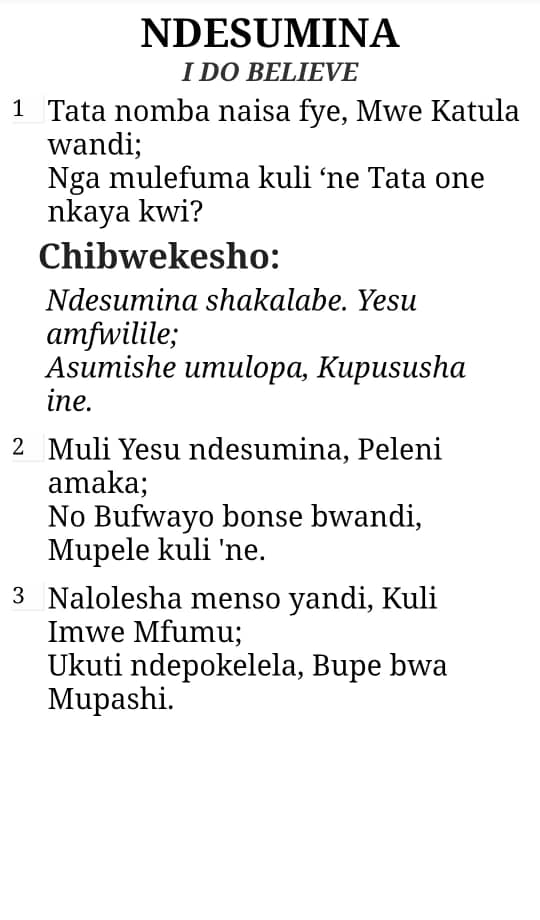 NDESUMINA
I DO BELIEVE
1 Tata nomba naisa fye, Mwe Katula
wandi;
Nga mulefuma kuli ‘ne Tata one
nkaya kwi?
Chibwekesho:
Ndesumina shakalabe. Yesu
amfwilile;
Asumishe umulopa, Kupususha
ine.
2 Muli Yesu ndesumina, Peleni
amaka;
No Bufwayo bonse bwandi,
Mupele kuli 'ne.
3 Nalolesha menso yandi, Kuli
Imwe Mfumu;
Ukuti ndepokelela, Bupe bwa
Mupashi.